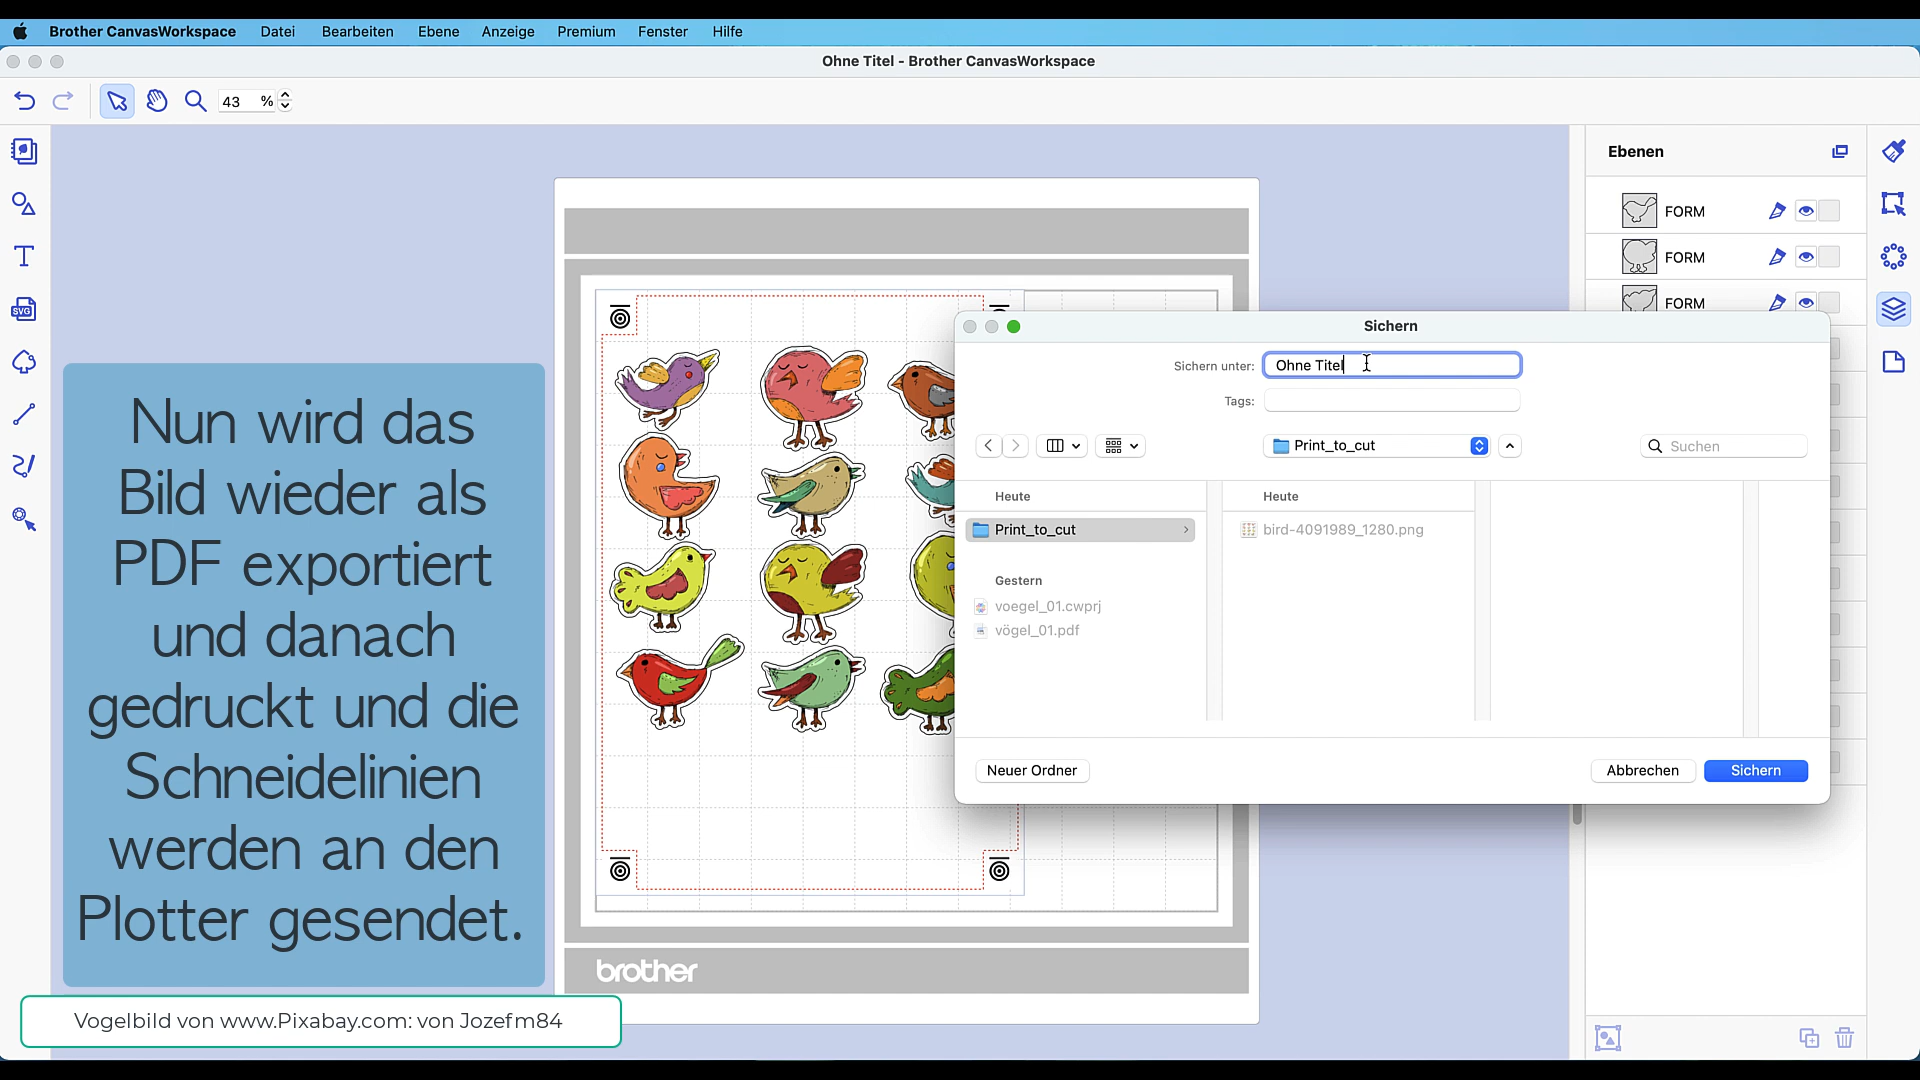 Brother CanvasWorkspace Datei Bearbeiten Ebene Anzeige Premium Fenster Hilfe
Ohne Titel - Brother CanvasWorkspace
43 %
Ebenen
FORM
FORM
FORM
SVG
Nun wird das
Bild wieder als
PDF exportiert
und danach
gedruckt und die
Schneidelinien
werden an den
Plotter gesendet.
Sichern
Sichern unter: Ohne Titel
Tags:
Print_to_cut
Suchen
Heute
Print_to_cut
Gestern
voegel_01.cwprj
vögel_01.pdf
Heute
bird-4091989_1280.png
Neuer Ordner
Abbrechen
Sichern
brother
Vogelbild von www.Pixabay.com: von Jozefm84